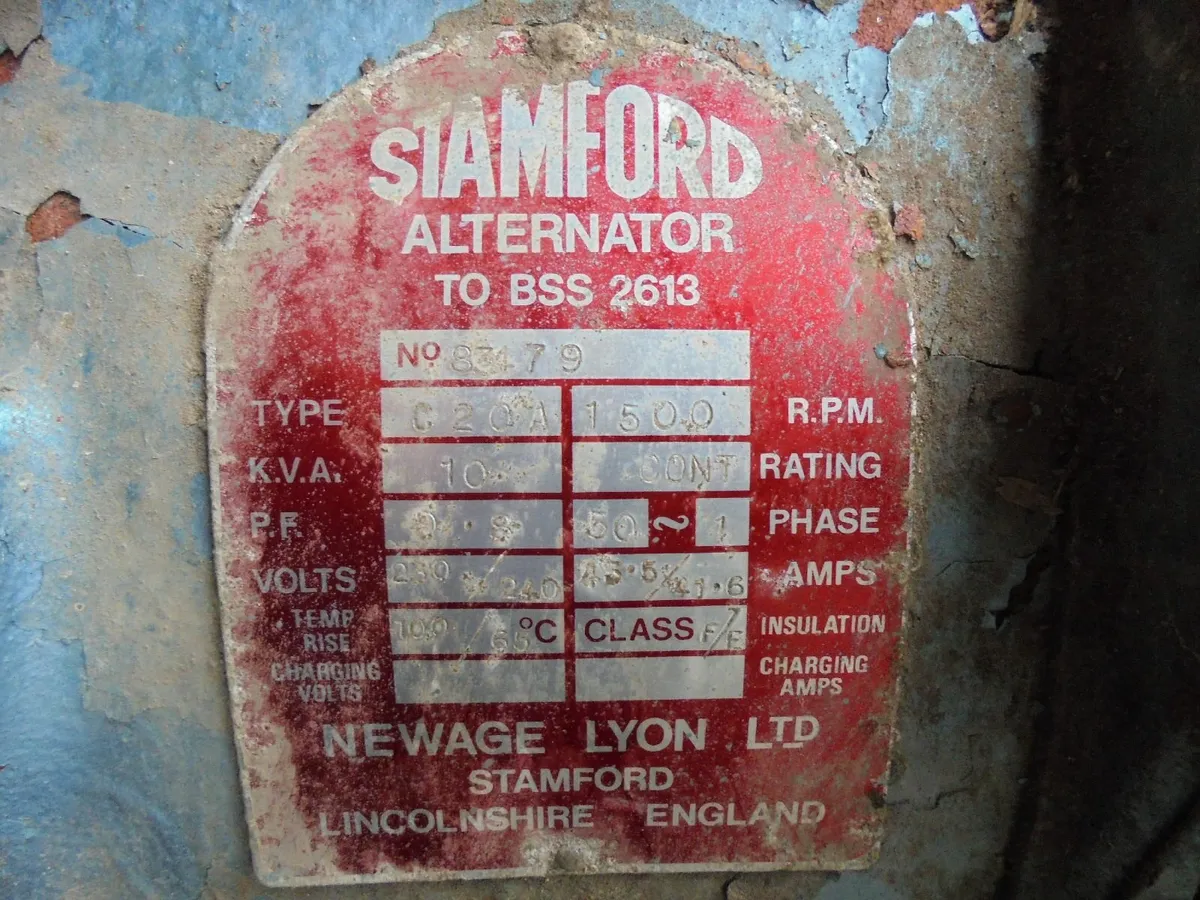 STAMFORD
ALTERNATOR
TO BSS 2613
No 83479
TYPE C20A 1500 R.P.M.
K.V.A. 10 CONT RATING
P.F. 0.8 50 ~ 1 PHASE
VOLTS 230/240 43.5/41.6 AMPS
TEMP RISE 100/65 °C CLASS F/E INSULATION
CHARGING VOLTS CHARGING AMPS
NEWAGE LYON LTD
STAMFORD
LINCOLNSHIRE ENGLAND